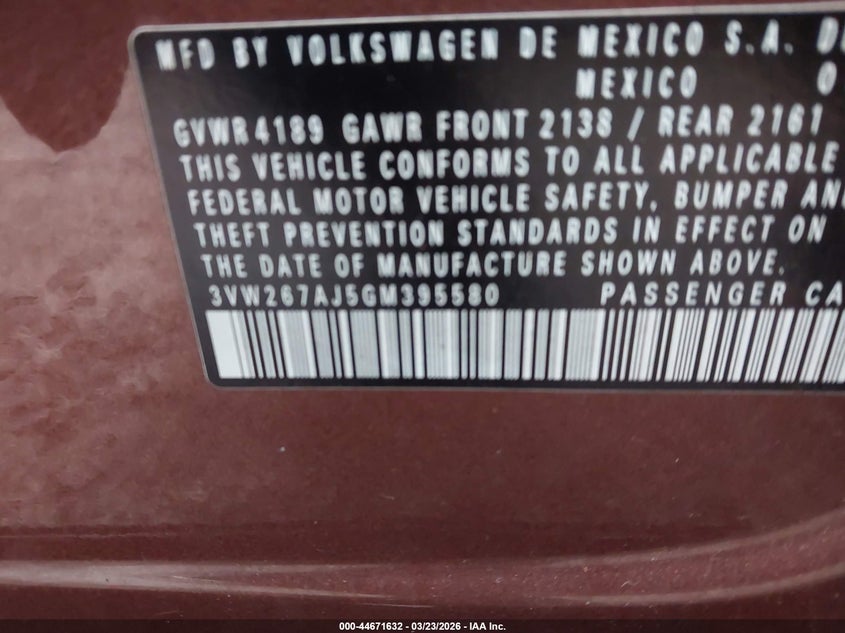 MFD BY VOLKSWAGEN DE MEXICO S.A. D
MEXICO 0
GVWR 4189 GAWR FRONT 2138 / REAR 2161
THIS VEHICLE CONFORMS TO ALL APPLICABLE
FEDERAL MOTOR VEHICLE SAFETY, BUMPER AN
THEFT PREVENTION STANDARDS IN EFFECT ON
THE DATE OF MANUFACTURE SHOWN ABOVE.
3VW267AJ5GM395580 PASSENGER CA
000-44671632 - 03/23/2026 - IAA Inc.